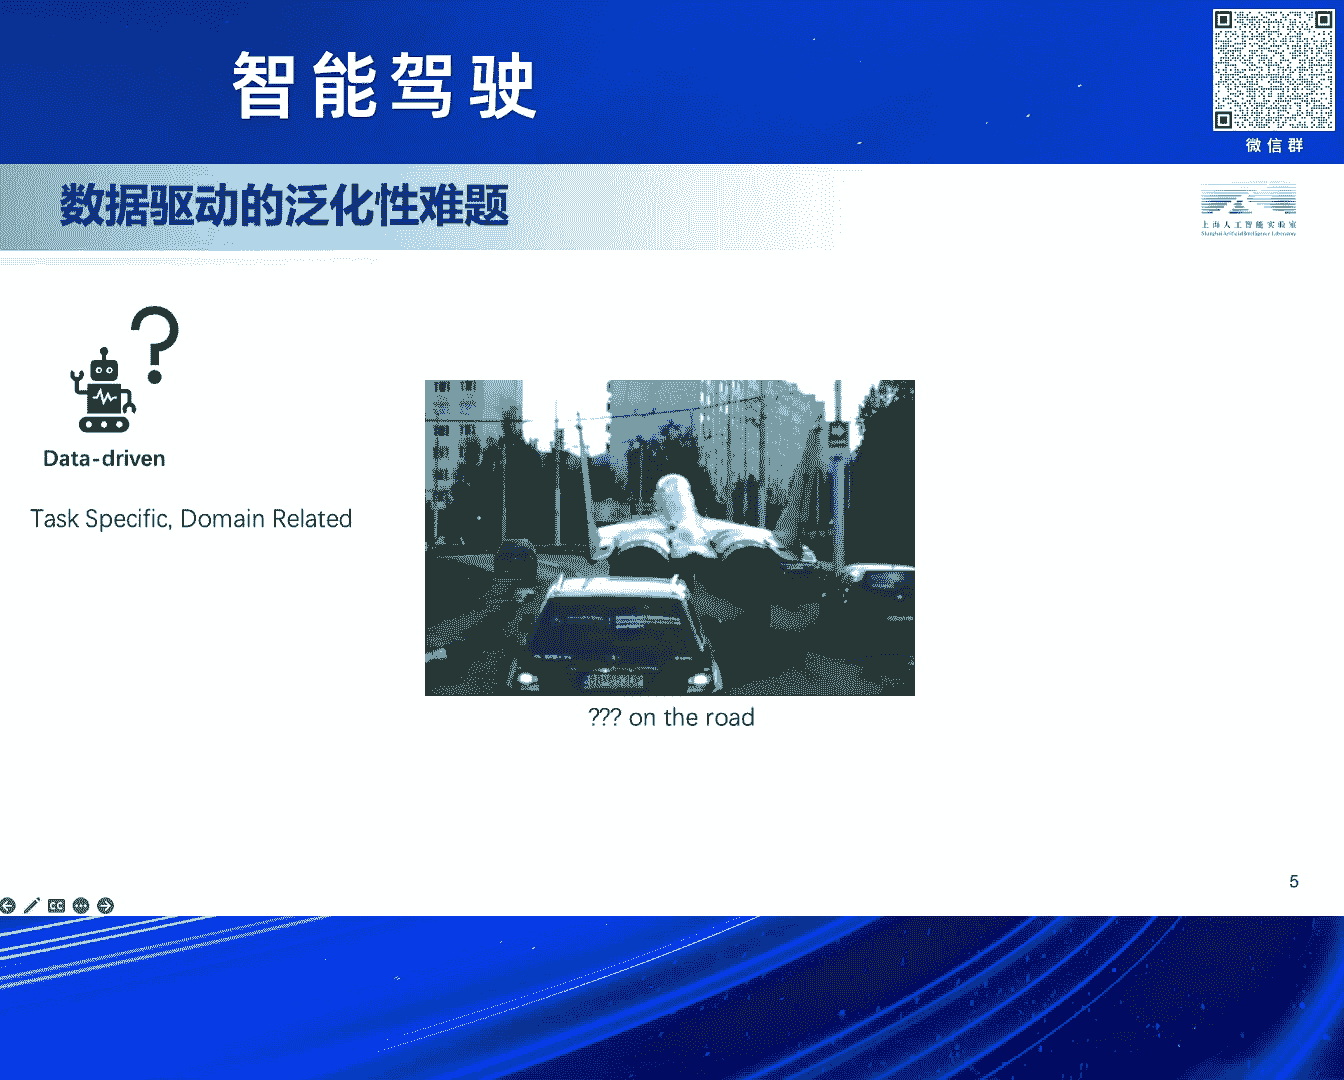 智能驾驶
微信群
数据驱动的泛化性难题
上海人工智能实验室
Shanghai Artificial Intelligence Laboratory
?
Data-driven
Task Specific, Domain Related
??? on the road
5
CC